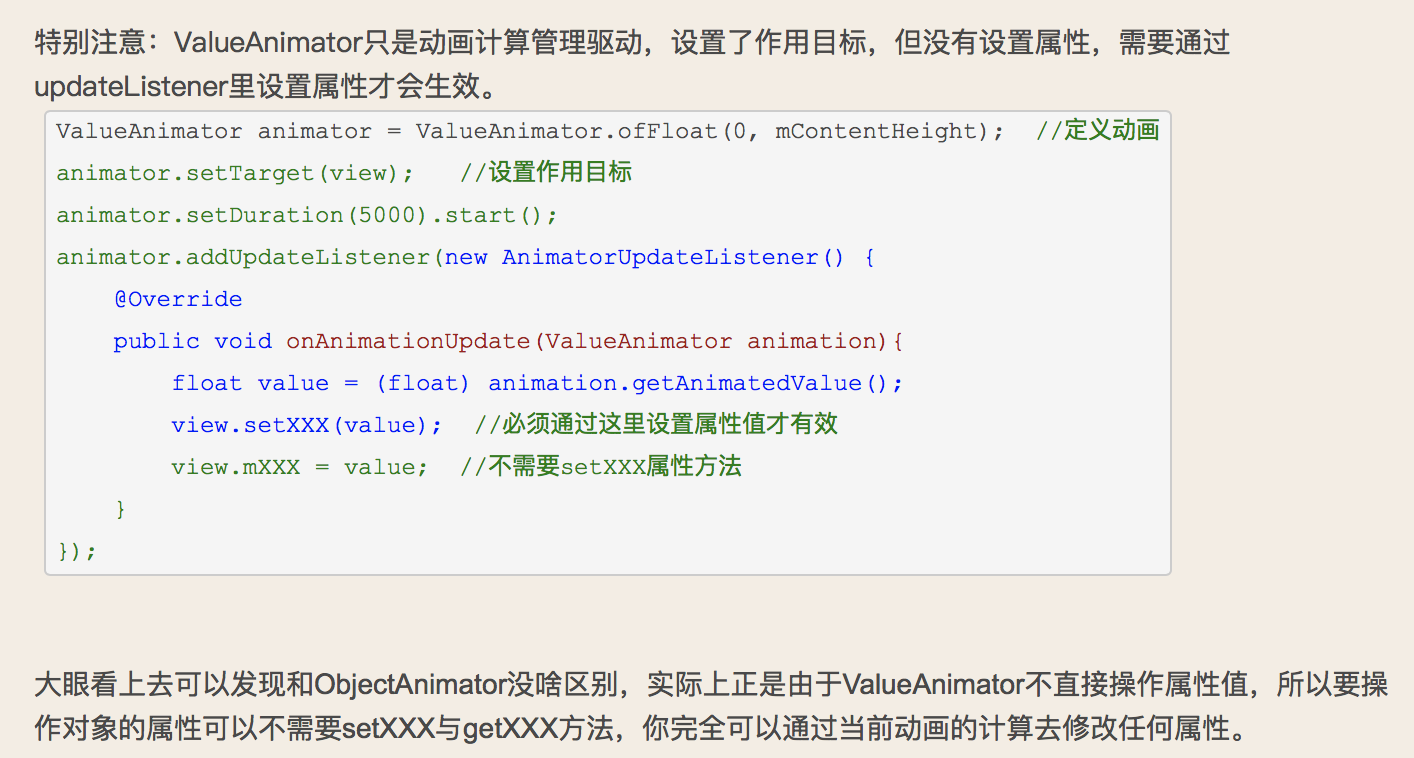 特别注意：ValueAnimator只是动画计算管理驱动，设置了作用目标，但没有设置属性，需要通过
updateListener里设置属性才会生效。
ValueAnimator animator = ValueAnimator.ofFloat(0, mContentHeight);  //定义动画
animator.setTarget(view);   //设置作用目标
animator.setDuration(5000).start();
animator.addUpdateListener(new AnimatorUpdateListener() {
    @Override
    public void onAnimationUpdate(ValueAnimator animation){
        float value = (float) animation.getAnimatedValue();
        view.setXXX(value);  //必须通过这里设置属性值才有效
        view.mXXX = value;  //不需要setXXX属性方法
    }
});
大眼看上去可以发现和ObjectAnimator没啥区别，实际上正是由于ValueAnimator不直接操作属性值，所以要操
作对象的属性可以不需要setXXX与getXXX方法，你完全可以通过当前动画的计算去修改任何属性。